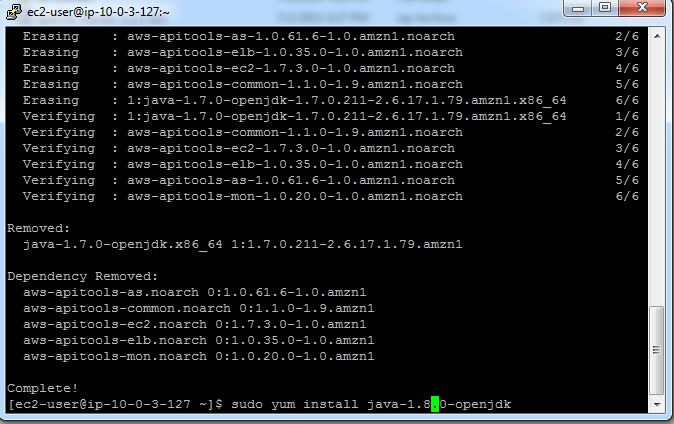 ec2-user@ip-10-0-3-127:~
Erasing : aws-apitools-as-1.0.61.6-1.0.amzn1.noarch 2/6
Erasing : aws-apitools-elb-1.0.35.0-1.0.amzn1.noarch 3/6
Erasing : aws-apitools-ec2-1.7.3.0-1.0.amzn1.noarch 4/6
Erasing : aws-apitools-common-1.1.0-1.9.amzn1.noarch 5/6
Erasing : 1:java-1.7.0-openjdk-1.7.0.211-2.6.17.1.79.amzn1.x86_64 6/6
Verifying : 1:java-1.7.0-openjdk-1.7.0.211-2.6.17.1.79.amzn1.x86_64 1/6
Verifying : aws-apitools-common-1.1.0-1.9.amzn1.noarch 2/6
Verifying : aws-apitools-ec2-1.7.3.0-1.0.amzn1.noarch 3/6
Verifying : aws-apitools-elb-1.0.35.0-1.0.amzn1.noarch 4/6
Verifying : aws-apitools-as-1.0.61.6-1.0.amzn1.noarch 5/6
Verifying : aws-apitools-mon-1.0.20.0-1.0.amzn1.noarch 6/6
Removed:
java-1.7.0-openjdk.x86_64 1:1.7.0.211-2.6.17.1.79.amzn1
Dependency Removed:
aws-apitools-as.noarch 0:1.0.61.6-1.0.amzn1
aws-apitools-common.noarch 0:1.1.0-1.9.amzn1
aws-apitools-ec2.noarch 0:1.7.3.0-1.0.amzn1
aws-apitools-elb.noarch 0:1.0.35.0-1.0.amzn1
aws-apitools-mon.noarch 0:1.0.20.0-1.0.amzn1
Complete!
[ec2-user@ip-10-0-3-127 ~]$ sudo yum install java-1.8.0-openjdk